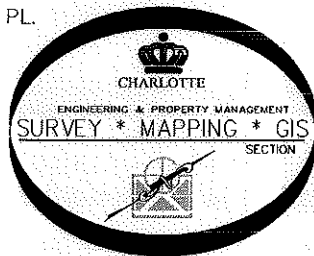 PL.
CHARLOTTE
ENGINEERING & PROPERTY MANAGEMENT
SURVEY * MAPPING * GIS
SECTION